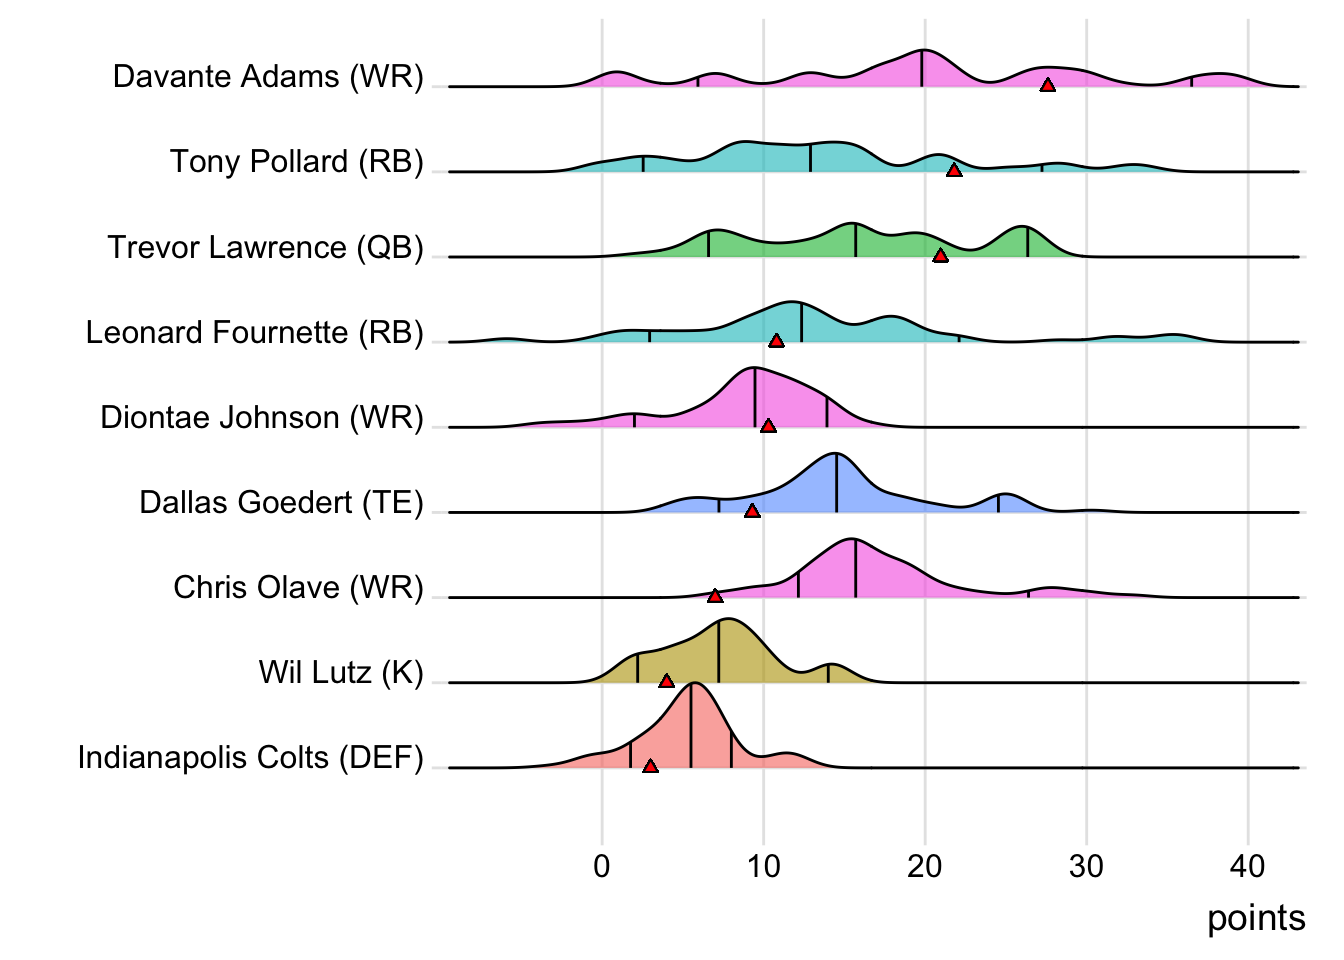 Davante Adams (WR)
Tony Pollard (RB)
Trevor Lawrence (QB)
Leonard Fournette (RB)
Diontae Johnson (WR)
Dallas Goedert (TE)
Chris Olave (WR)
Wil Lutz (K)
Indianapolis Colts (DEF)
0 10 20 30 40
points